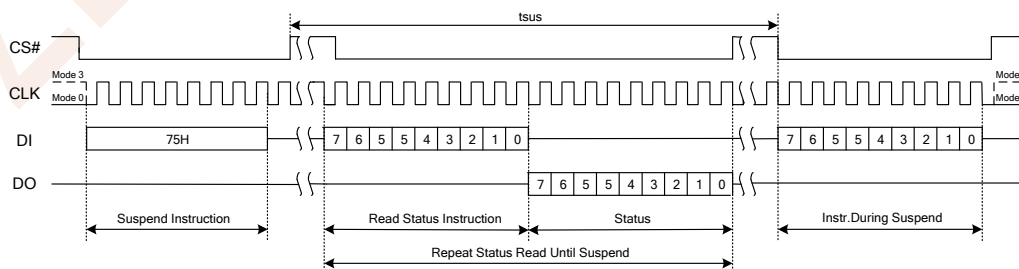 tsus
CS#
Mode 3
Mode
CLK
Mode 0
Mode
DI
75H
7 6 5 5 4 3 2 1 0
7 6 5 5 4 3 2 1 0
DO
7 6 5 5 4 3 2 1 0
Suspend Instruction
Read Status Instruction
Status
Instr.During Suspend
Repeat Status Read Until Suspend